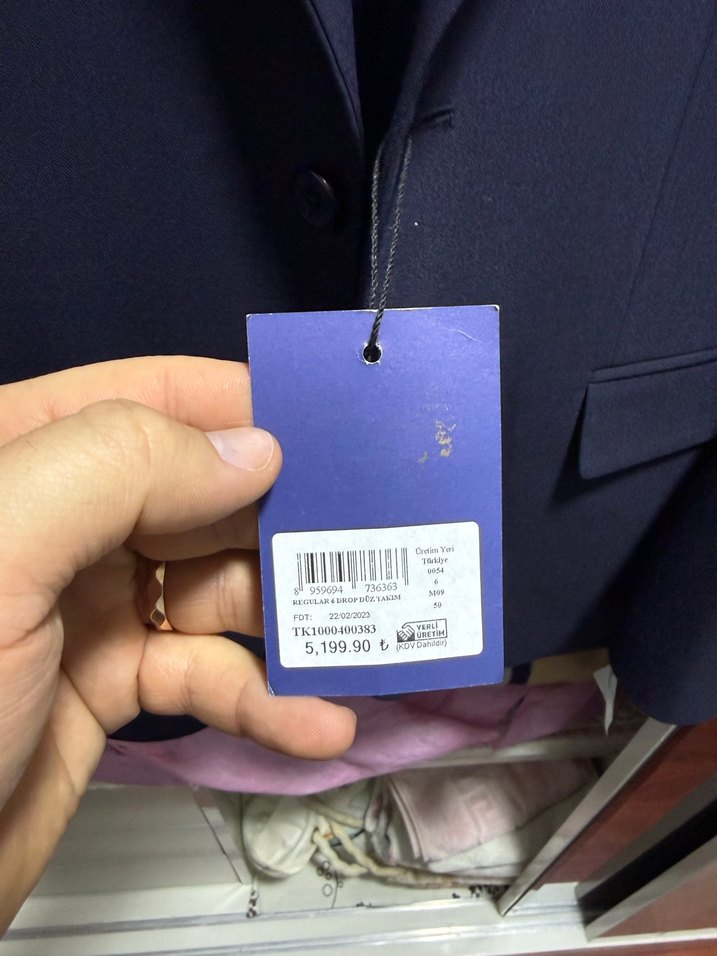 Üretim Yeri
Türkiye
0054
6
M09
50
8 959694 736363
REGULAR 6 DROP DÜZ TAKIM
FDT: 22/02/2023
TK1000400383
YERLİ ÜRETİM
5,199.90 ₺ (KDV Dahildir)